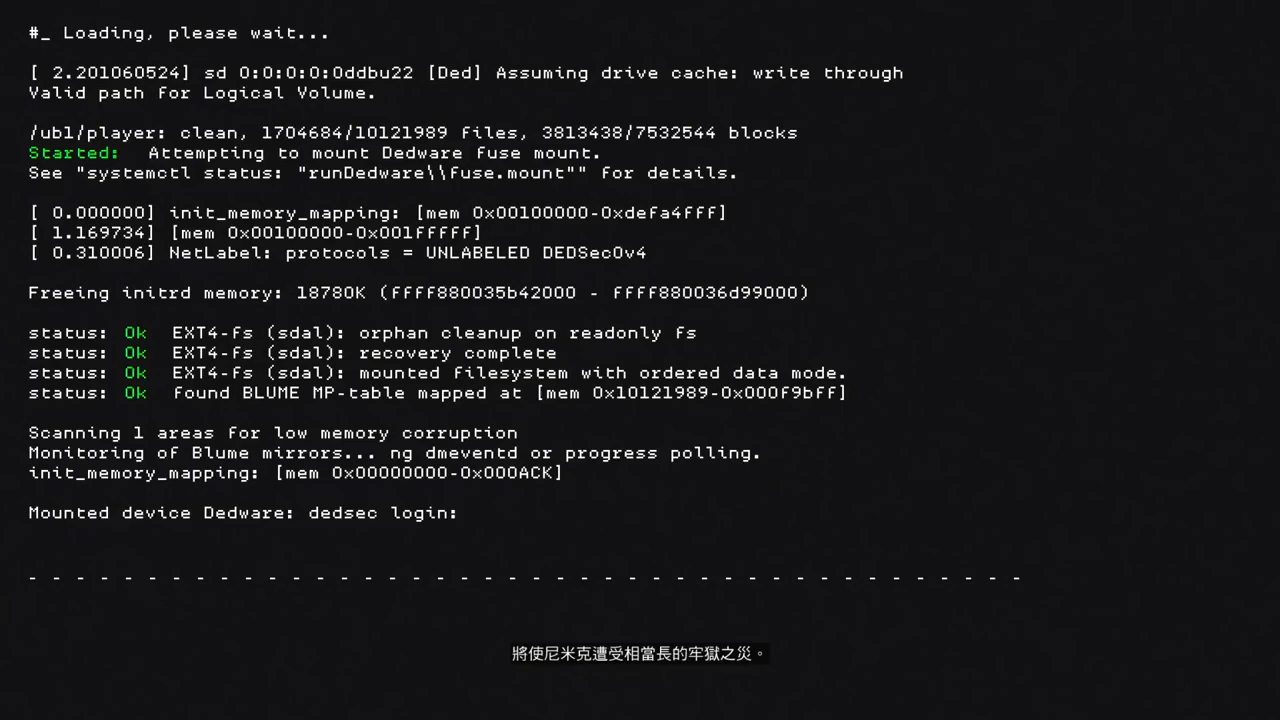 #_ Loading, please wait...
[ 2.201060524] sd 0:0:0:0:0ddbu22 [Ded] Assuming drive cache: write through
Valid path for Logical Volume.
/ubl/player: clean, 1704684/10121989 files, 3813438/7532544 blocks
Started: Attempting to mount Dedware fuse mount.
See "systemctl status: "runDedware\\fuse.mount"" for details.
[ 0.000000] init_memory_mapping: [mem 0x00100000-0xdefa4fff]
[ 1.169734] [mem 0x00100000-0x001fffff]
[ 0.310006] NetLabel: protocols = UNLABELED DEDSec0v4
Freeing initrd memory: 18780K (ffff880035b42000 - ffff880036d99000)
status: Ok EXT4-fs (sdal): orphan cleanup on readonly fs
status: Ok EXT4-fs (sdal): recovery complete
status: Ok EXT4-fs (sdal): mounted filesystem with ordered data mode.
status: Ok found BLUME MP-table mapped at [mem 0x10121989-0x000f9bff]
Scanning 1 areas for low memory corruption
Monitoring of Blume mirrors... ng dmeventd or progress polling.
init_memory_mapping: [mem 0x00000000-0x000ACK]
Mounted device Dedware: dedsec login:
- - - - - - - - - - - - - - - - - - - - - - - - - - - - - - - - - - - - - - - - - -
將使尼米克遭受相當長的牢獄之災。